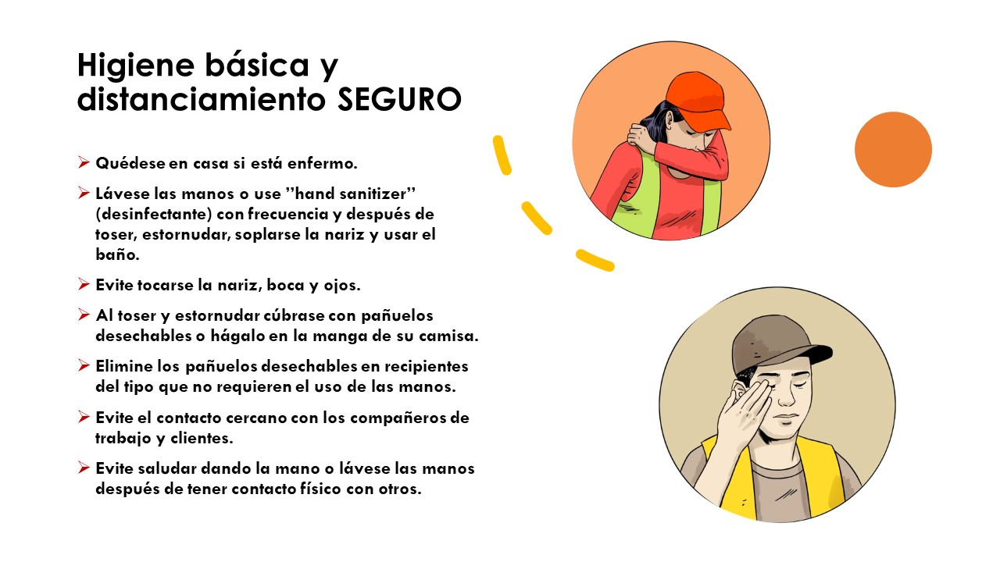 Higiene básica y
distanciamiento SEGURO
Quédese en casa si está enfermo.
Lávese las manos o use ”hand sanitizer”
(desinfectante) con frecuencia y después de
toser, estornudar, soplarse la nariz y usar el
baño.
Evite tocarse la nariz, boca y ojos.
Al toser y estornudar cúbrase con pañuelos
desechables o hágalo en la manga de su camisa.
Elimine los pañuelos desechables en recipientes
del tipo que no requieren el uso de las manos.
Evite el contacto cercano con los compañeros de
trabajo y clientes.
Evite saludar dando la mano o lávese las manos
después de tener contacto físico con otros.